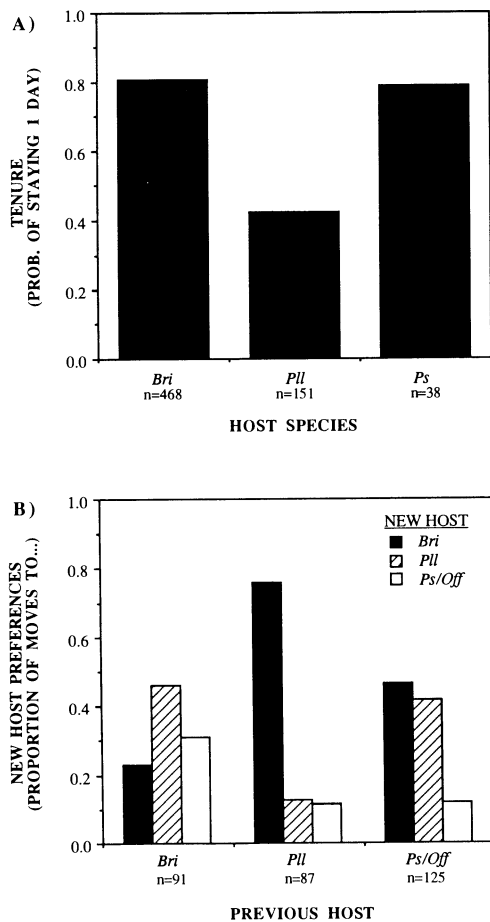 A)
TENURE
(PROB. OF STAYING 1 DAY)
1.0
0.8
0.6
0.4
0.2
0.0
Bri
n=468
Pll
n=151
Ps
n=38
HOST SPECIES
B)
NEW HOST PREFERENCES
(PROPORTION OF MOVES TO...)
1.0
0.8
0.6
0.4
0.2
0.0
NEW HOST
Bri
Pll
Ps/Off
Bri
n=91
Pll
n=87
Ps/Off
n=125
PREVIOUS HOST